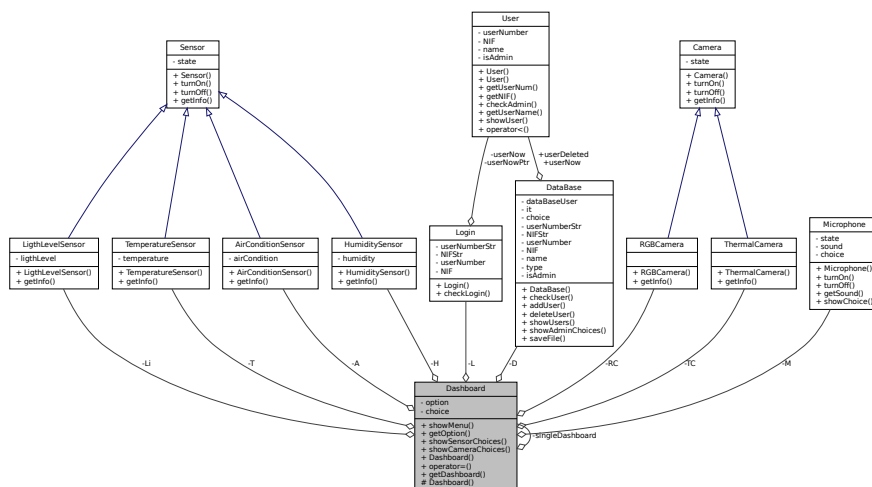 User
- userNumber
- NIF
- name
- isAdmin
+ User()
+ User()
+ getUserNum()
+ getNIF()
+ checkAdmin()
+ getUserName()
+ showUser()
+ operator<()
Sensor
- state
+ Sensor()
+ turnOn()
+ turnOff()
+ getInfo()
Camera
- state
+ Camera()
+ turnOn()
+ turnOff()
+ getInfo()
-userNow
-userNowPtr
+userDeleted
+userNow
LigthLevelSensor
- ligthLevel
+ LigthLevelSensor()
+ getInfo()
TemperatureSensor
- temperature
+ TemperatureSensor()
+ getInfo()
AirConditionSensor
- airCondition
+ AirConditionSensor()
+ getInfo()
HumiditySensor
- humidity
+ HumiditySensor()
+ getInfo()
Login
- userNumberStr
- NIFStr
- userNumber
- NIF
+ Login()
+ checkLogin()
DataBase
- dataBaseUser
- it
- choice
- userNumberStr
- NIFStr
- userNumber
- NIF
- name
- type
- isAdmin
+ DataBase()
+ checkUser()
+ addUser()
+ deleteUser()
+ showUsers()
+ showAdminChoices()
+ saveFile()
RGBCamera
+ RGBCamera()
+ getInfo()
ThermalCamera
+ ThermalCamera()
+ getInfo()
Microphone
- state
- sound
- choice
+ Microphone()
+ turnOn()
+ turnOff()
+ getSound()
+ showChoice()
-Li
-T
-A
-H
-L
-D
-RC
-TC
-M
Dashboard
- option
- choice
+ showMenu()
+ getOption()
+ showSensorChoices()
+ showCameraChoices()
+ Dashboard()
+ operator=()
+ getDashboard()
# Dashboard()
-singleDashboard